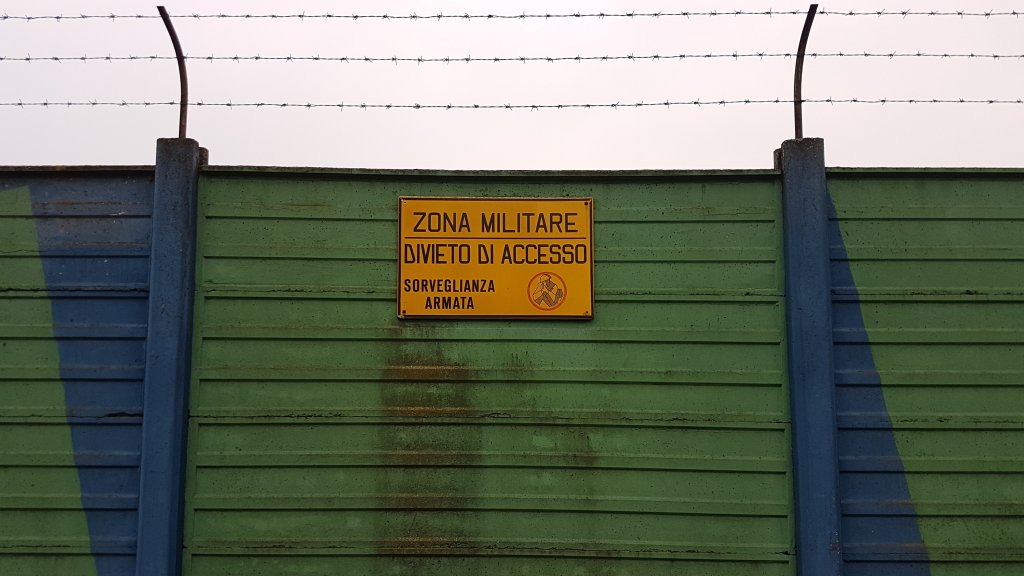 ZONA MILITARE
DIVIETO DI ACCESSO
SORVEGLIANZA
ARMATA